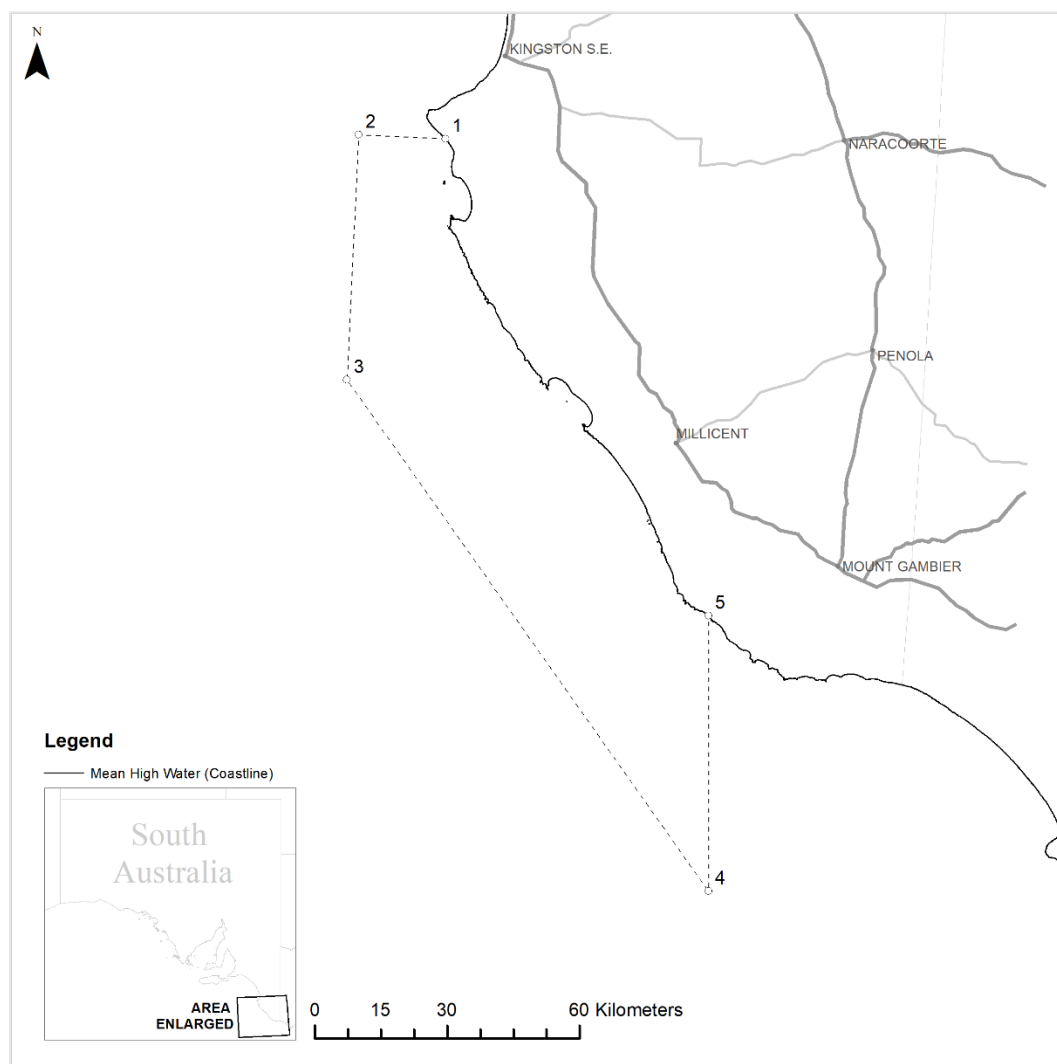 N
KINGSTON S.E.
2
1
NARACOORTE
3
PENOLA
MILLICENT
MOUNT GAMBIER
5
Legend
Mean High Water (Coastline)
South
Australia
4
AREA
ENLARGED
0 15 30 60 Kilometers